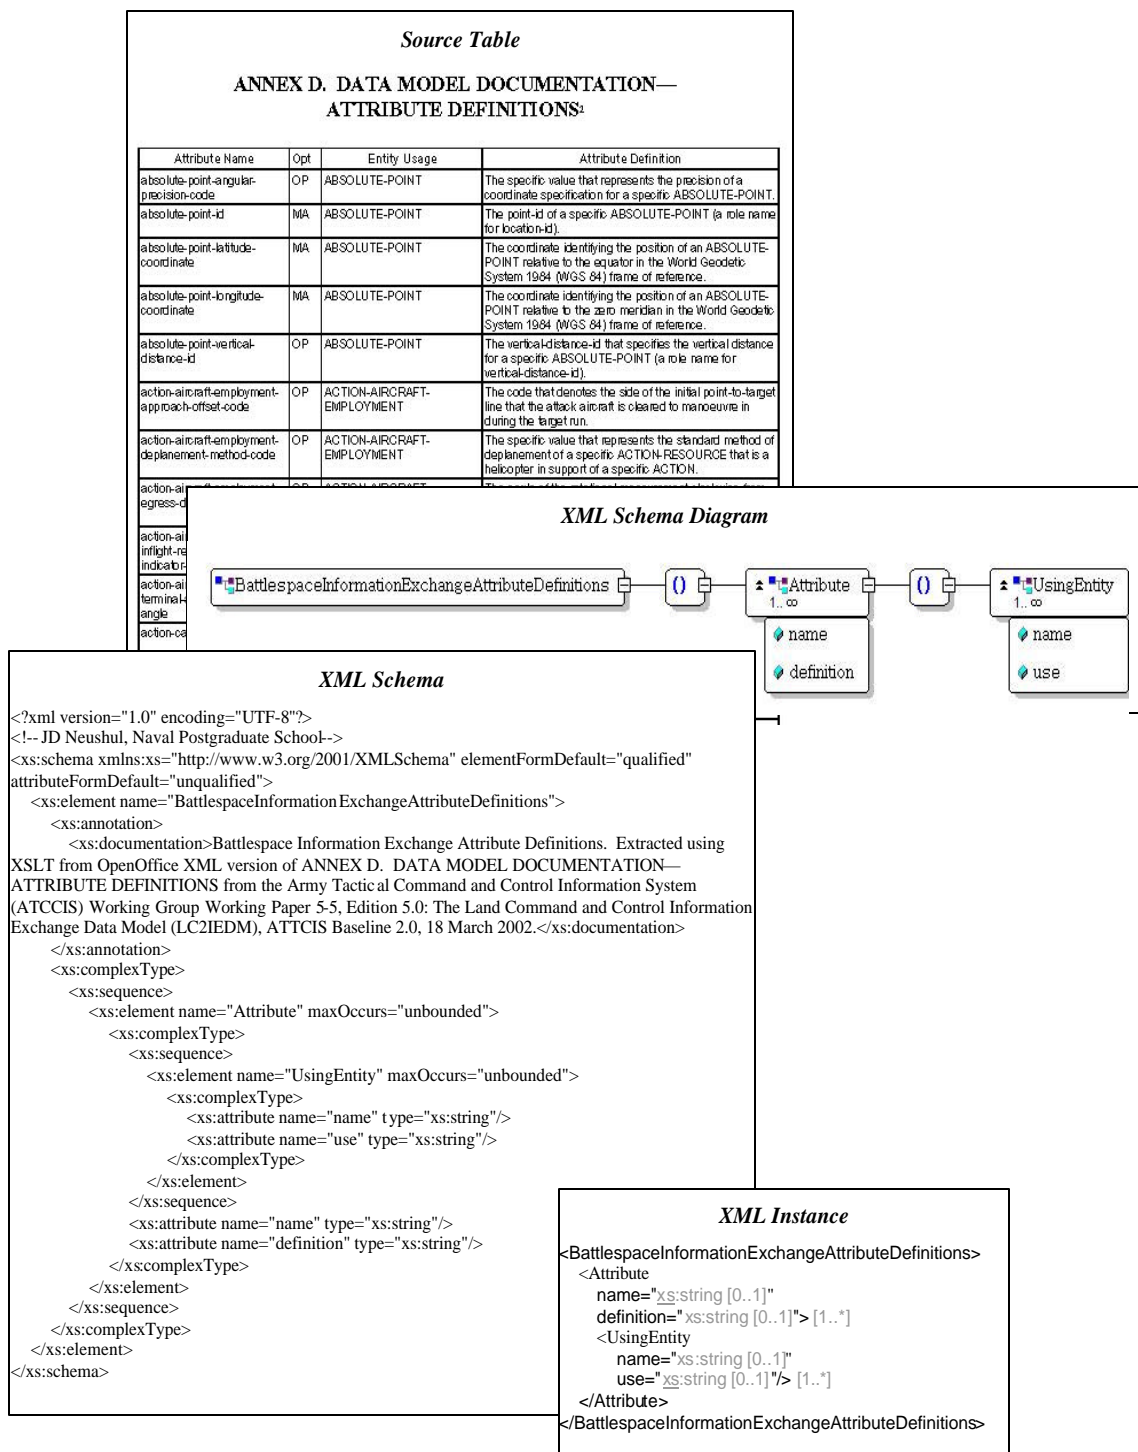 Source Table
ANNEX D. DATA MODEL DOCUMENTATION—
ATTRIBUTE DEFINITIONS¹
Attribute Name Opt Entity Usage Attribute Definition
absolute-point-angular- OP ABSOLUTE-POINT The specific value that represents the precision of a
precision-code coordinate specification for a specific ABSOLUTE-POINT.
absolute-point-id MA ABSOLUTE-POINT The point-id of a specific ABSOLUTE-POINT (a role name
for location-id).
absolute-point-latitude- MA ABSOLUTE-POINT The coordinate identifying the position of an ABSOLUTE-
coordinate POINT relative to the equator in the World Geodetic
System 1984 (WGS 84) frame of reference.
absolute-point-longitude- MA ABSOLUTE-POINT The coordinate identifying the position of an ABSOLUTE-
coordinate POINT relative to the zero meridian in the World Geodetic
System 1984 (WGS 84) frame of reference.
absolute-point-vertical- OP ABSOLUTE-POINT The vertical-distance-id that specifies the vertical distance
distance-id for a specific ABSOLUTE-POINT (a role name for
vertical-distance-id).
action-aircraft-employment- OP ACTION-AIRCRAFT- The code that denotes the side of the initial point-to-target
approach-offset-code EMPLOYMENT line that the attack aircraft is cleared to manoeuvre in
during the target run.
action-aircraft-employment- OP ACTION-AIRCRAFT- The specific value that represents the standard method of
deplanement-method-code EMPLOYMENT deplanement of a specific ACTION-RESOURCE that is a
helicopter in support of a specific ACTION.
egress-d
action-ai
inflight-re
indicator-
action-ai
terminal-
angle
action-ca
XML Schema Diagram
BattlespaceInformationExchangeAttributeDefinitions () Attribute () UsingEntity
1..∞ 1..∞
name name
definition use
XML Schema
<?xml version="1.0" encoding="UTF-8"?>
<!-- JD Neushul, Naval Postgraduate School-->
<xs:schema xmlns:xs="http://www.w3.org/2001/XMLSchema" elementFormDefault="qualified"
attributeFormDefault="unqualified">
<xs:element name="BattlespaceInformationExchangeAttributeDefinitions">
<xs:annotation>
<xs:documentation>Battlespace Information Exchange Attribute Definitions. Extracted using
XSLT from OpenOffice XML version of ANNEX D. DATA MODEL DOCUMENTATION—
ATTRIBUTE DEFINITIONS from the Army Tactical Command and Control Information System
(ATCCIS) Working Group Working Paper 5-5, Edition 5.0: The Land Command and Control Information
Exchange Data Model (LC2IEDM), ATTCIS Baseline 2.0, 18 March 2002.</xs:documentation>
</xs:annotation>
<xs:complexType>
<xs:sequence>
<xs:element name="Attribute" maxOccurs="unbounded">
<xs:complexType>
<xs:sequence>
<xs:element name="UsingEntity" maxOccurs="unbounded">
<xs:complexType>
<xs:attribute name="name" type="xs:string"/>
<xs:attribute name="use" type="xs:string"/>
</xs:complexType>
</xs:element>
</xs:sequence>
<xs:attribute name="name" type="xs:string"/>
<xs:attribute name="definition" type="xs:string"/>
</xs:complexType>
</xs:element>
</xs:sequence>
</xs:complexType>
</xs:element>
</xs:schema>
XML Instance
<BattlespaceInformationExchangeAttributeDefinitions>
<Attribute
name="xs:string [0..1]"
definition="xs:string [0..1]"> [1..*]
<UsingEntity
name="xs:string [0..1]"
use="xs:string [0..1]"/> [1..*]
</Attribute>
</BattlespaceInformationExchangeAttributeDefinitions>